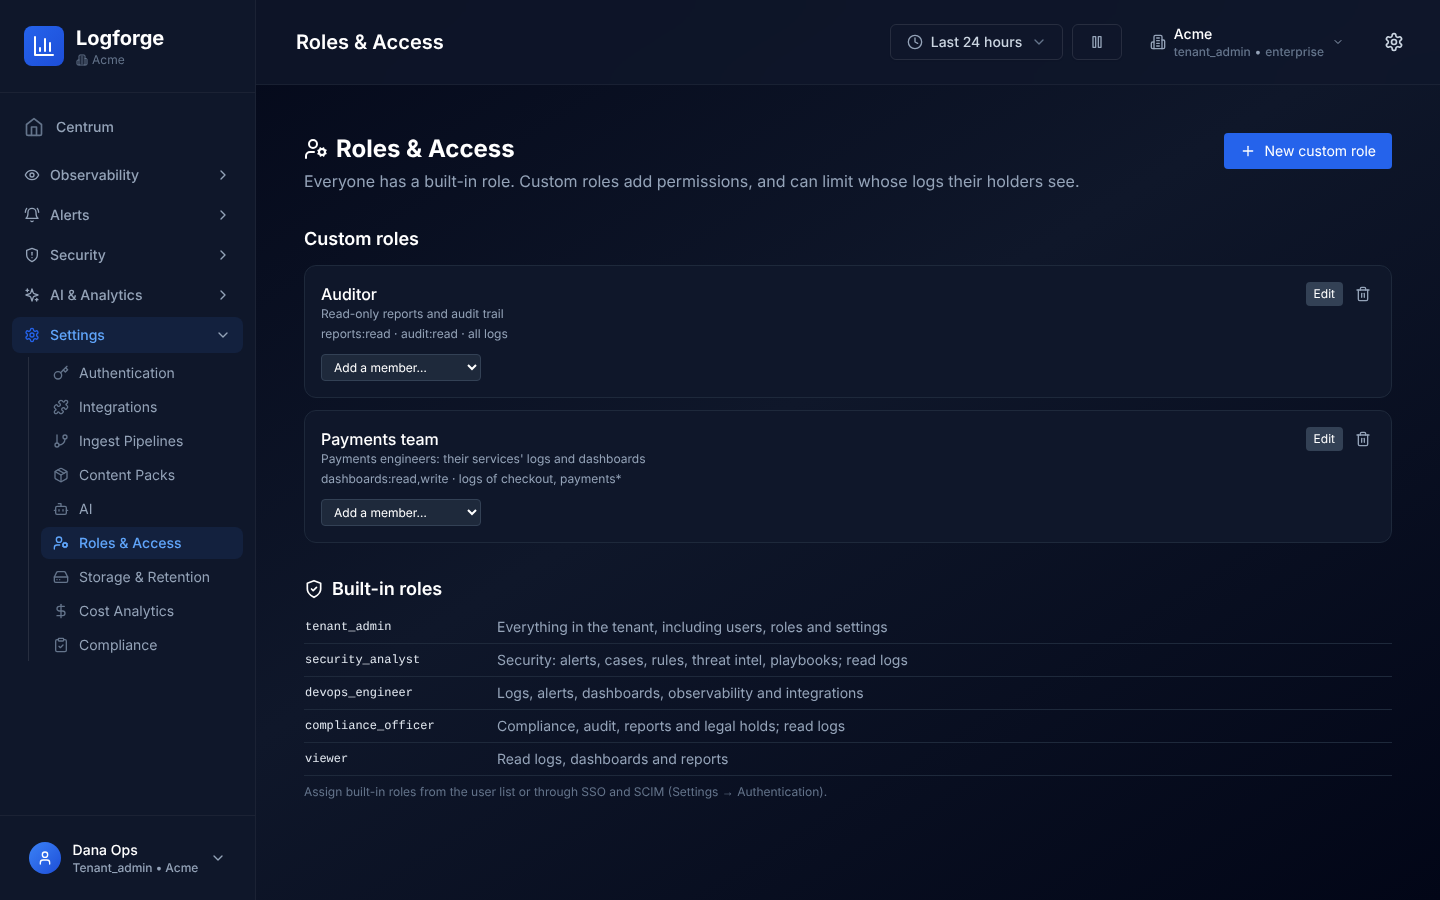 Logforge
Acme
Centrum
Observability
Alerts
Security
AI & Analytics
Settings
Authentication
Integrations
Ingest Pipelines
Content Packs
AI
Roles & Access
Storage & Retention
Cost Analytics
Compliance
Dana Ops
Tenant_admin • Acme
Roles & Access
Last 24 hours
Acme
tenant_admin • enterprise
Roles & Access
New custom role
Everyone has a built-in role. Custom roles add permissions, and can limit whose logs their holders see.
Custom roles
Auditor
Edit
Read-only reports and audit trail
reports:read · audit:read · all logs
Add a member...
Payments team
Edit
Payments engineers: their services' logs and dashboards
dashboards:read,write · logs of checkout, payments*
Add a member...
Built-in roles
tenant_admin Everything in the tenant, including users, roles and settings
security_analyst Security: alerts, cases, rules, threat intel, playbooks; read logs
devops_engineer Logs, alerts, dashboards, observability and integrations
compliance_officer Compliance, audit, reports and legal holds; read logs
viewer Read logs, dashboards and reports
Assign built-in roles from the user list or through SSO and SCIM (Settings → Authentication).